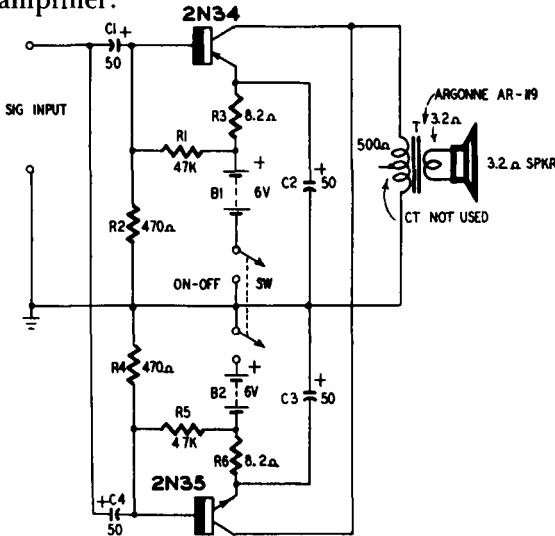 amplifier.
2N34
C1 +
50
SIG INPUT
R3 8.2Ω
R1
47K
+
B1 6V
C2
+
50
R2 470Ω
ON-OFF SW
ARGONNE AR-119
T 3.2Ω
500Ω
3.2Ω SPKR
CT NOT USED
R4 470Ω
+
B2 6V
C3
+
50
R5
47K
R6 8.2Ω
2N35
+ C4
50